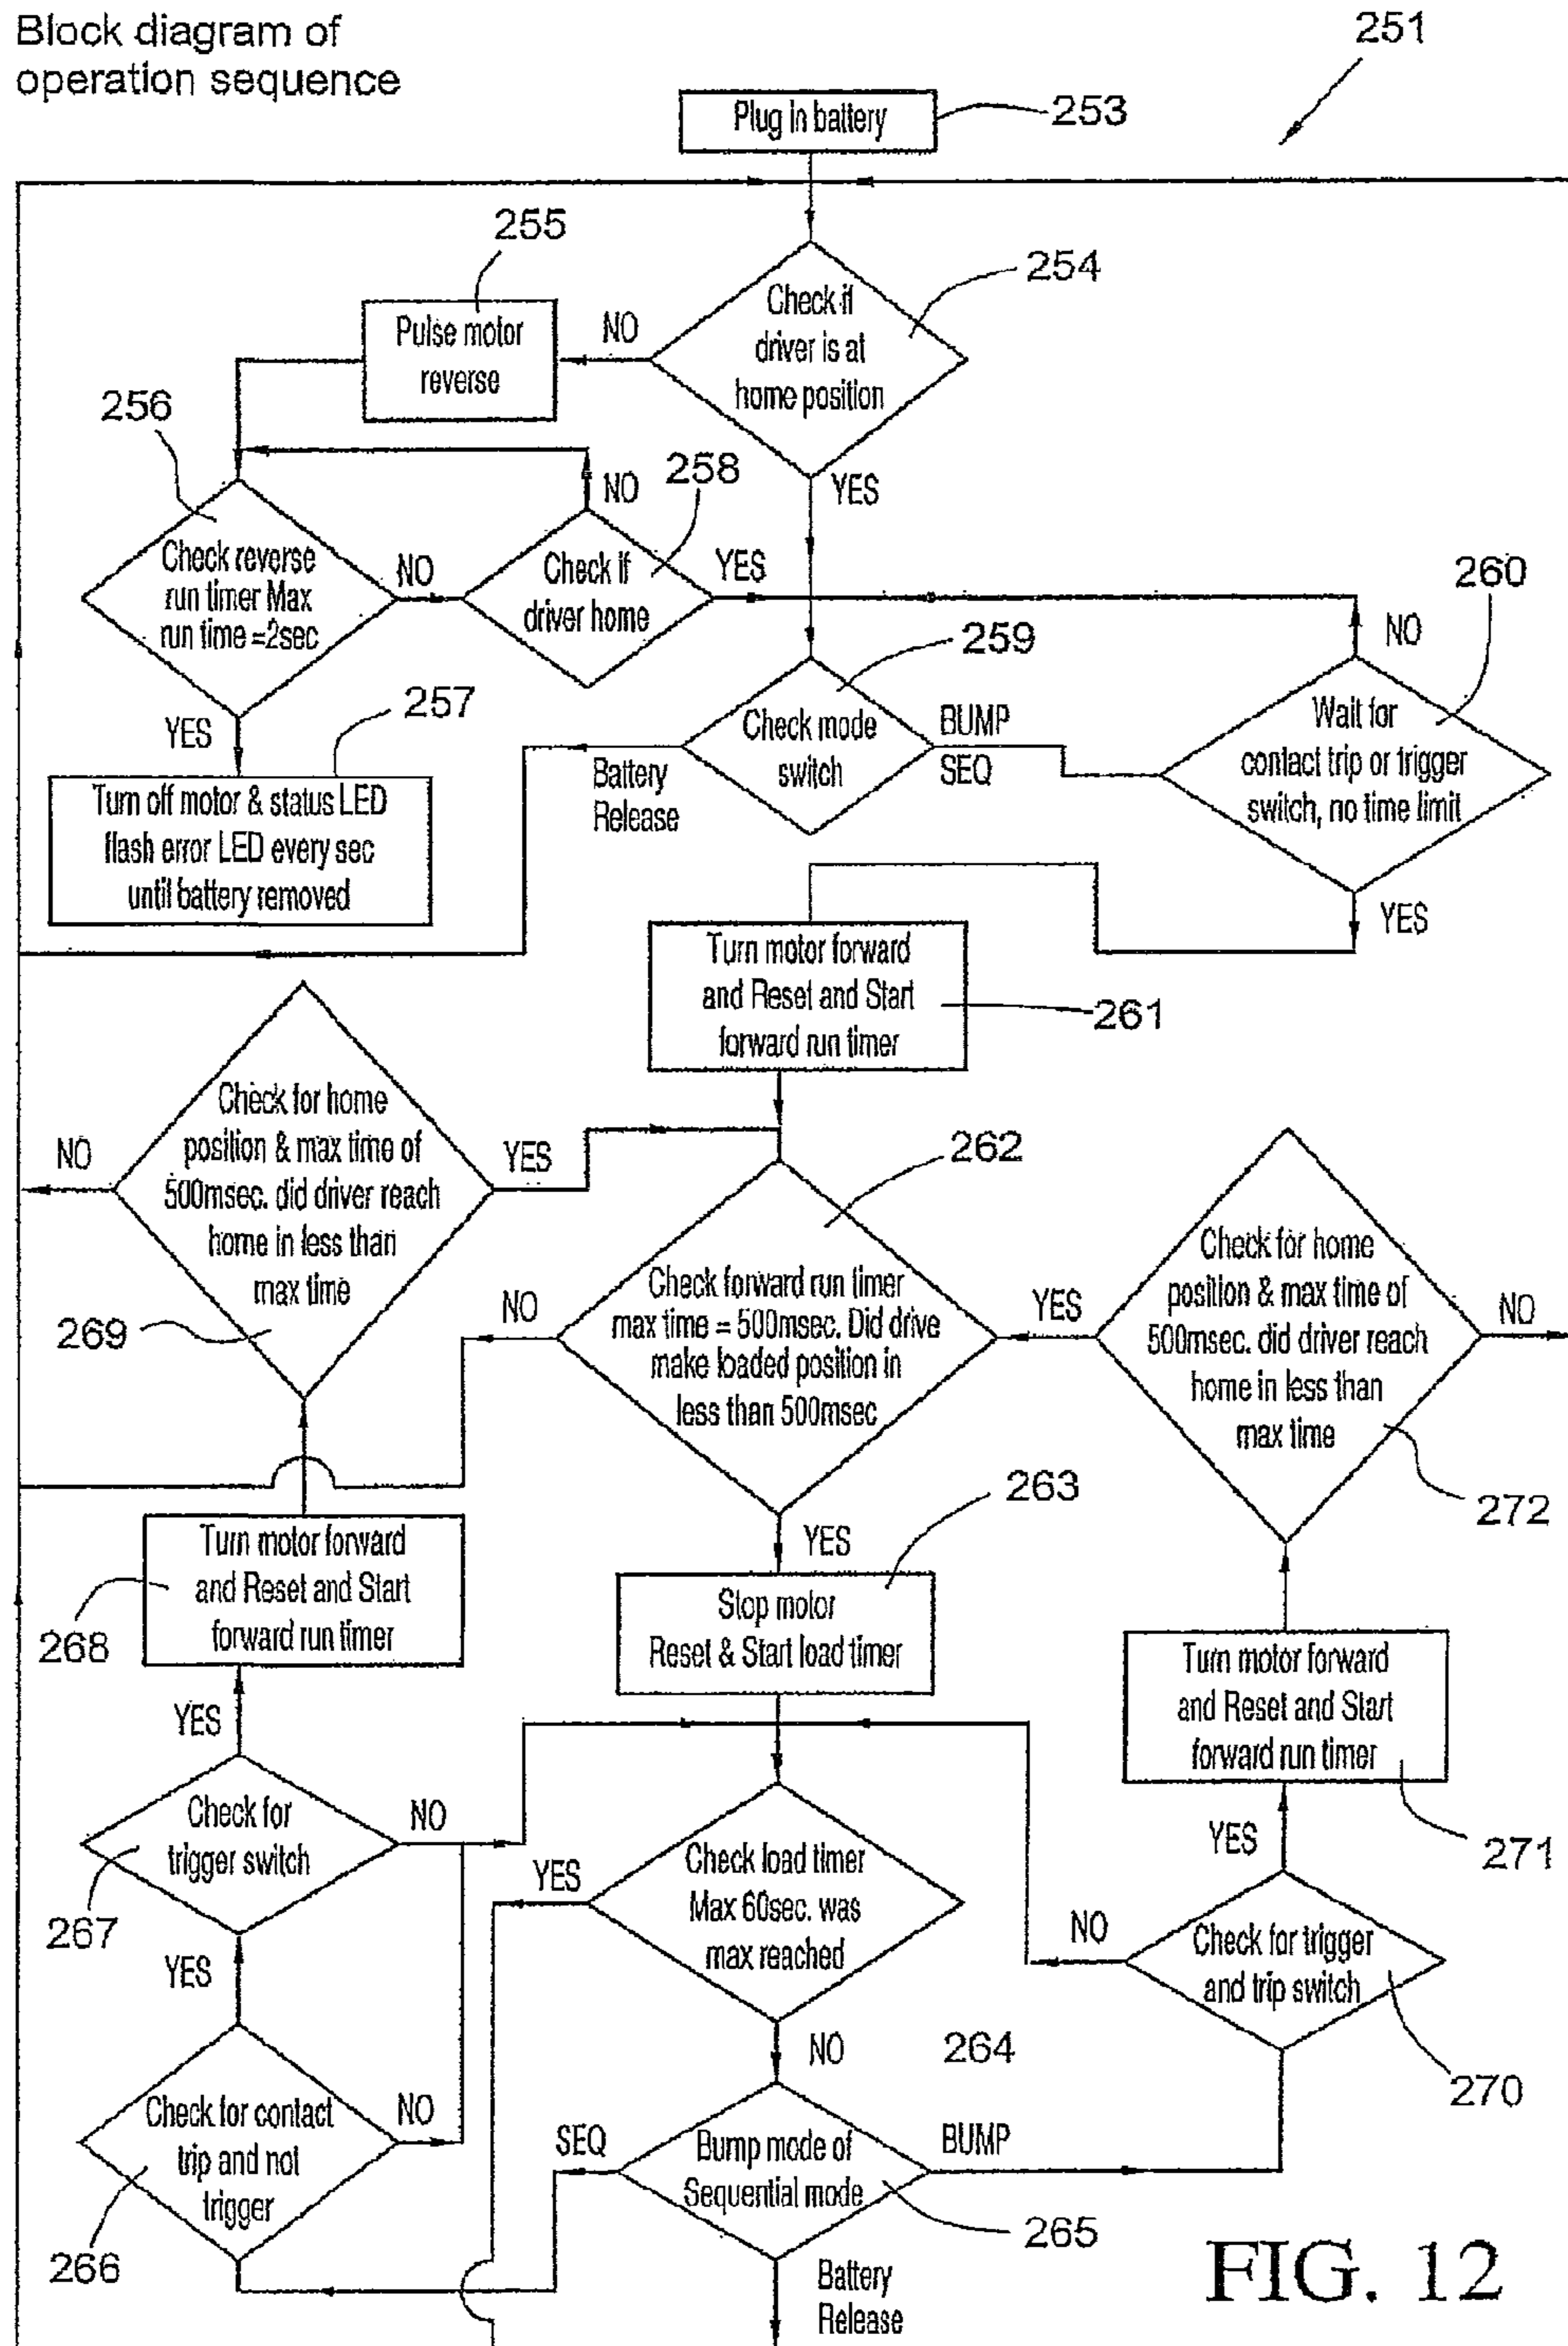 Block diagram of
operation sequence
251
Plug in battery
253
255
254
Pulse motor
reverse
NO
Check if
driver is at
home position
256
258
NO
YES
Check reverse
run timer Max
run time =2sec
NO
Check if
driver home
YES
260
NO
259
YES
257
Check mode
switch
BUMP
SEQ
Battery
Release
Wait for
contact trip or trigger
switch, no time limit
Turn off motor & status LED
flash error LED every sec
until battery removed
YES
Turn motor forward
and Reset and Start
forward run timer
261
Check for home
position & max time of
500msec. did driver reach
home in less than
max time
NO
YES
262
269
NO
Check forward run timer
max time = 500msec. Did drive
make loaded position in
less than 500msec
YES
Check for home
position & max time of
500msec. did driver reach
home in less than
max time
NO
263
272
YES
Turn motor forward
and Reset and Start
forward run timer
268
Stop motor
Reset & Start load timer
Turn motor forward
and Reset and Start
forward run timer
271
YES
Check for
trigger switch
NO
267
YES
Check load timer
Max 60sec. was
max reached
YES
NO
Check for trigger
and trip switch
YES
NO
264
270
Check for contact
trip and not
trigger
NO
266
SEQ
Bump mode of
Sequential mode
BUMP
265
Battery
Release
FIG. 12